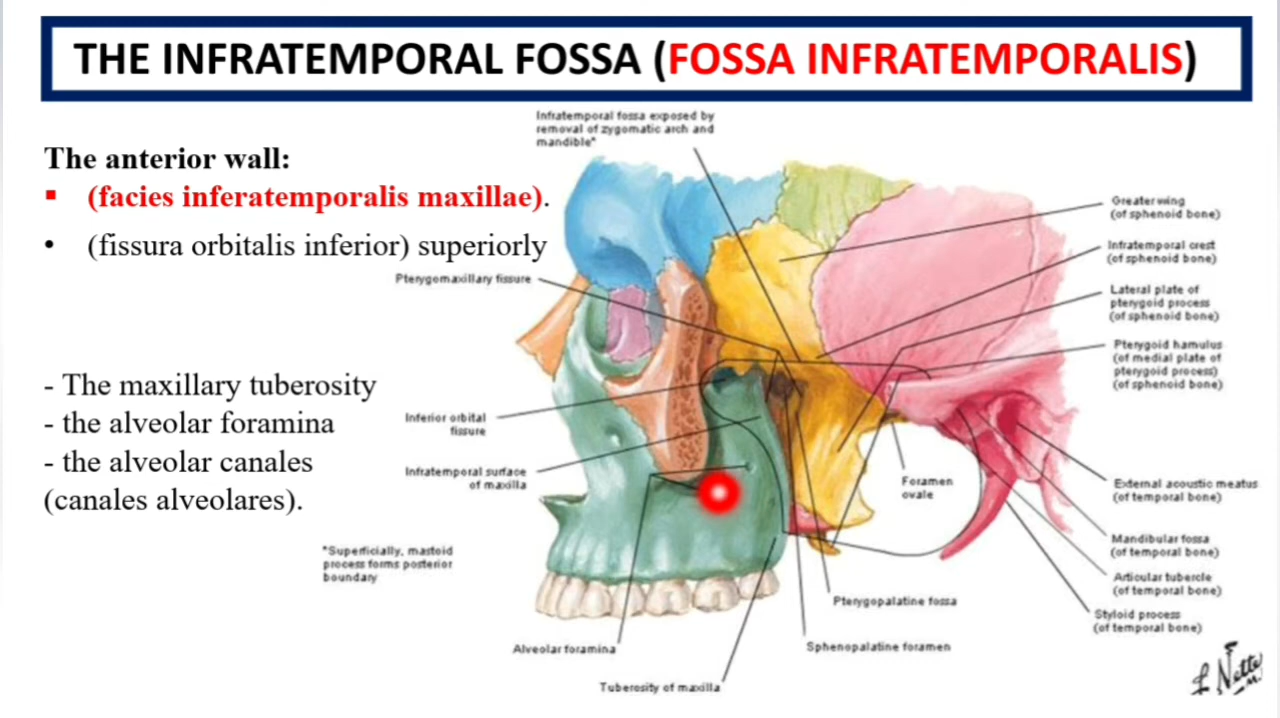 THE INFRATEMPORAL FOSSA (FOSSA INFRATEMPORALIS)
The anterior wall:
▪ (facies inferatemporalis maxillae).
• (fissura orbitalis inferior) superiorly
- The maxillary tuberosity
- the alveolar foramina
- the alveolar canales
(canales alveolares).
Infratemporal fossa exposed by
removal of zygomatic arch and
mandible*
Pterygomaxillary fissure
Inferior orbital
fissure
Infratemporal surface
of maxilla
*Superficially, mastoid
process forms posterior
boundary
Alveolar foramina
Tuberosity of maxilla
Greater wing
(of sphenoid bone)
Infratemporal crest
(of sphenoid bone)
Lateral plate of
pterygoid process
(of sphenoid bone)
Pterygoid hamulus
(of medial plate of
pterygoid process)
(of sphenoid bone)
Foramen
ovale
External acoustic meatus
(of temporal bone)
Mandibular fossa
(of temporal bone)
Articular tubercle
(of temporal bone)
Styloid process
(of temporal bone)
Pterygopalatine fossa
Sphenopalatine foramen
F. Netter
M.D.